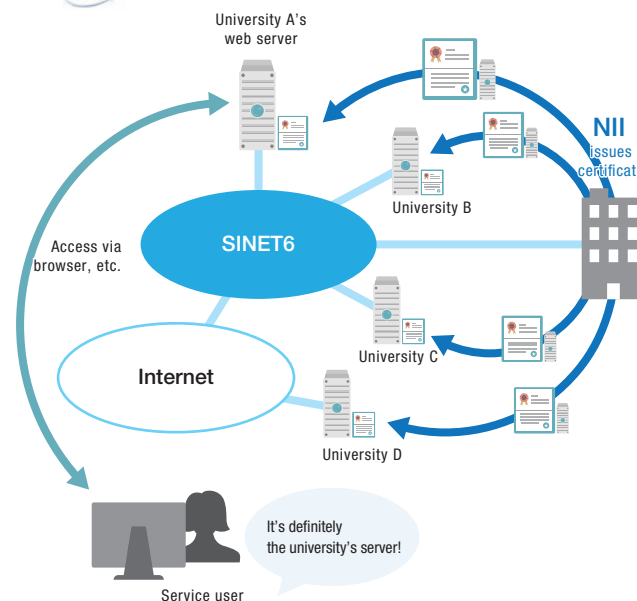 University A's
web server
NII
issues
certificat
University B
SINET6
Access via
browser, etc.
University C
Internet
University D
It's definitely
the university's server!
Service user